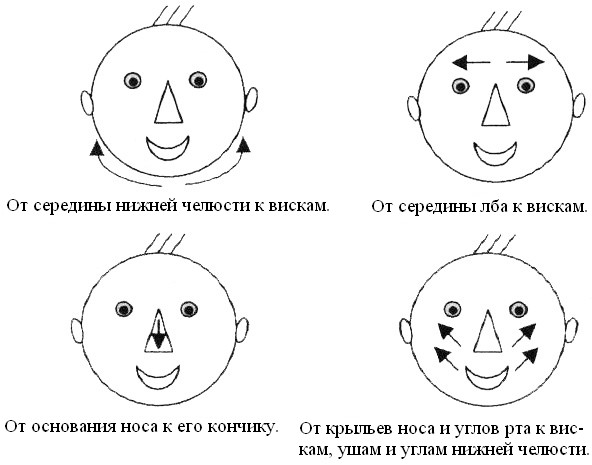 От середины нижней челюсти к вискам.
От середины лба к вискам.
От основания носа к его кончику.
От крыльев носа и углов рта к вис-
кам, ушам и углам нижней челюсти.